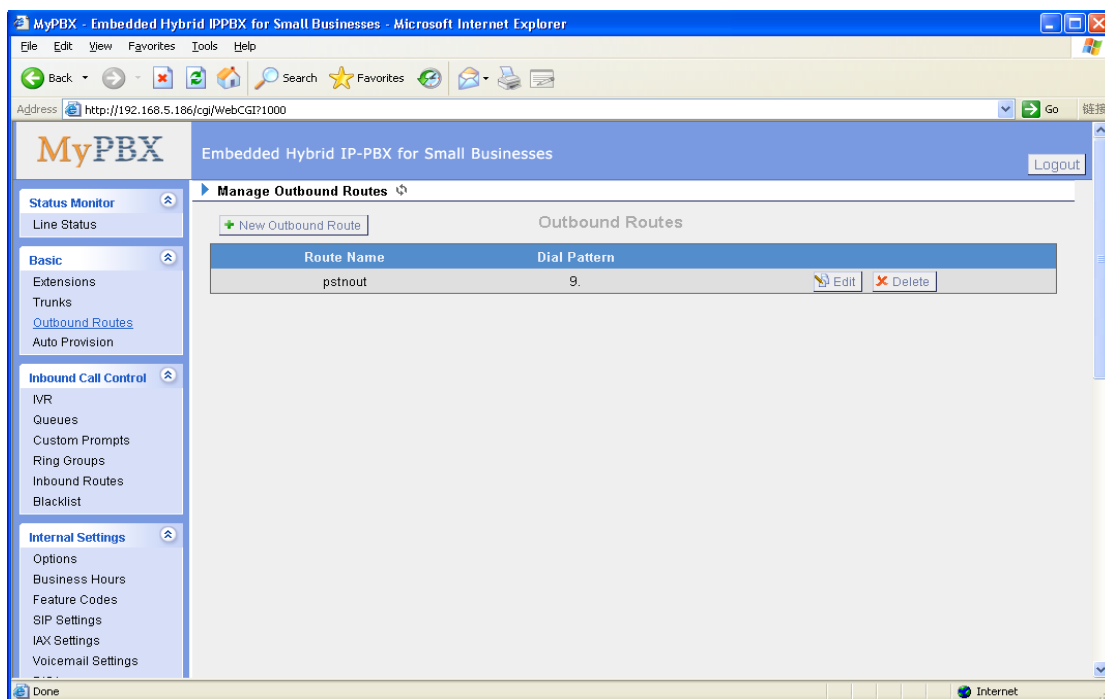 MyPBX - Embedded Hybrid IPPBX for Small Businesses - Microsoft Internet Explorer
File Edit View Favorites Tools Help
Back Search Favorites
Address http://192.168.5.186/cgi/WebCGI?1000 Go 链接
MyPBX Embedded Hybrid IP-PBX for Small Businesses
Logout
Manage Outbound Routes
Status Monitor
Line Status
New Outbound Route Outbound Routes
Basic
Route Name Dial Pattern
Extensions pstnout 9. Edit Delete
Trunks
Outbound Routes
Auto Provision
Inbound Call Control
IVR
Queues
Custom Prompts
Ring Groups
Inbound Routes
Blacklist
Internal Settings
Options
Business Hours
Feature Codes
SIP Settings
IAX Settings
Voicemail Settings
Done Internet